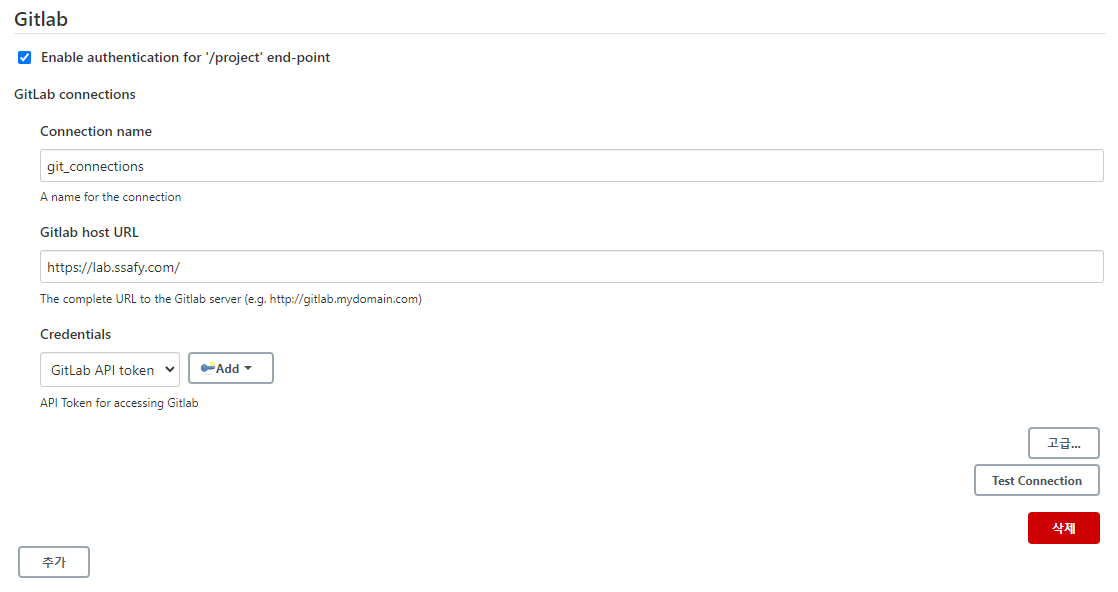 Gitlab
Enable authentication for '/project' end-point
GitLab connections
Connection name
git_connections
A name for the connection
Gitlab host URL
https://lab.ssafy.com/
The complete URL to the Gitlab server (e.g. http://gitlab.mydomain.com)
Credentials
GitLab API token
Add
API Token for accessing Gitlab
고급...
Test Connection
삭제
추가